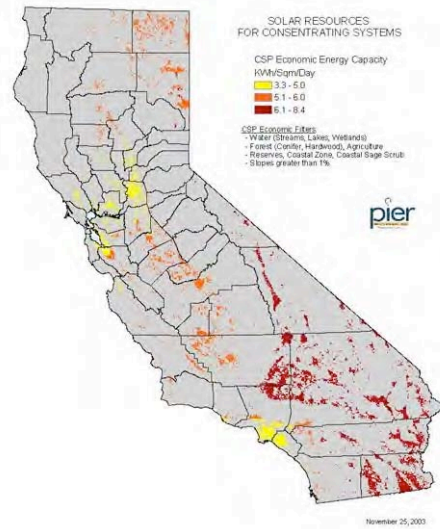 SOLAR RESOURCES
FOR CONSENTRATING SYSTEMS
CSP Economic Energy Capacity
KWh/Sqm/Day
3.3 - 5.0
5.1 - 6.0
6.1 - 8.4
CSP Economic Filters
- Water (Streams, Lakes, Wetlands)
- Forest (Conifer, Hardwood), Agriculture
- Reserves, Coastal Zone, Coastal Sage Scrub
- Slopes greater than 1%
pier
November 25, 2003